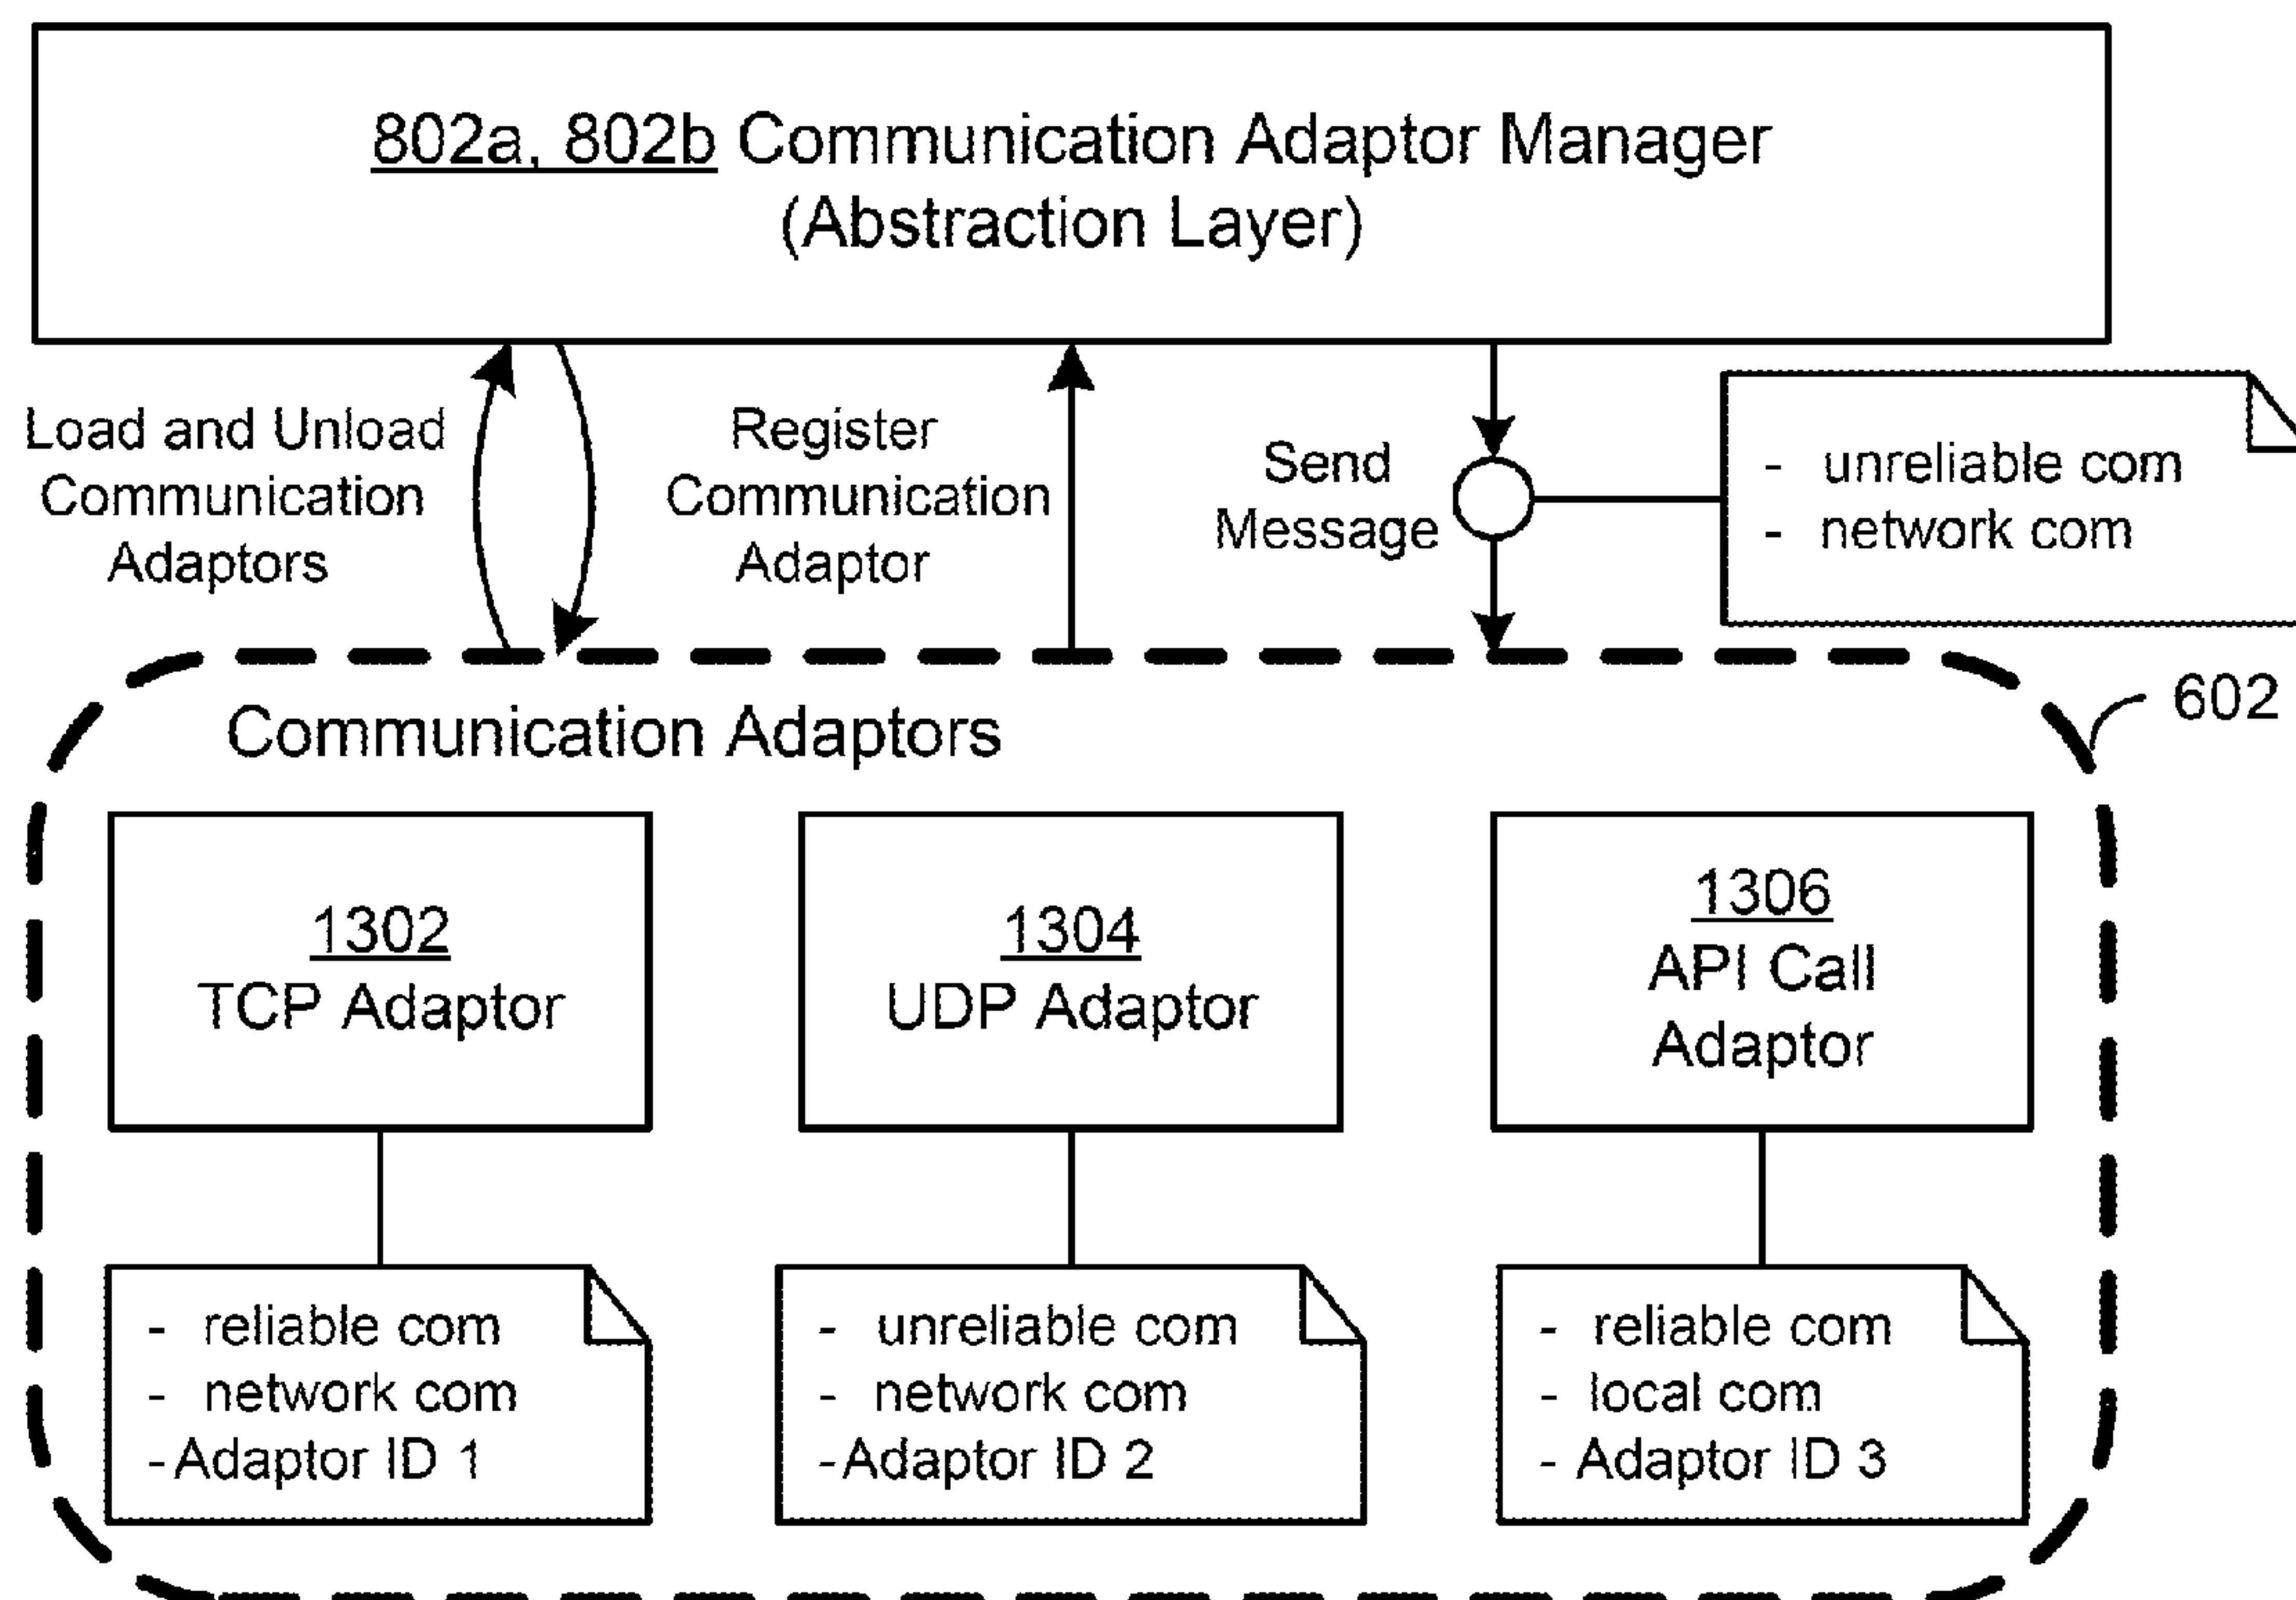 802a, 802b Communication Adaptor Manager
(Abstraction Layer)
Load and Unload
Communication
Adaptors
Register
Communication
Adaptor
Send
Message
- unreliable com
- network com
602
Communication Adaptors
1302
TCP Adaptor
1304
UDP Adaptor
1306
API Call
Adaptor
- reliable com
- network com
-Adaptor ID 1
- unreliable com
- network com
-Adaptor ID 2
- reliable com
- local com
- Adaptor ID 3